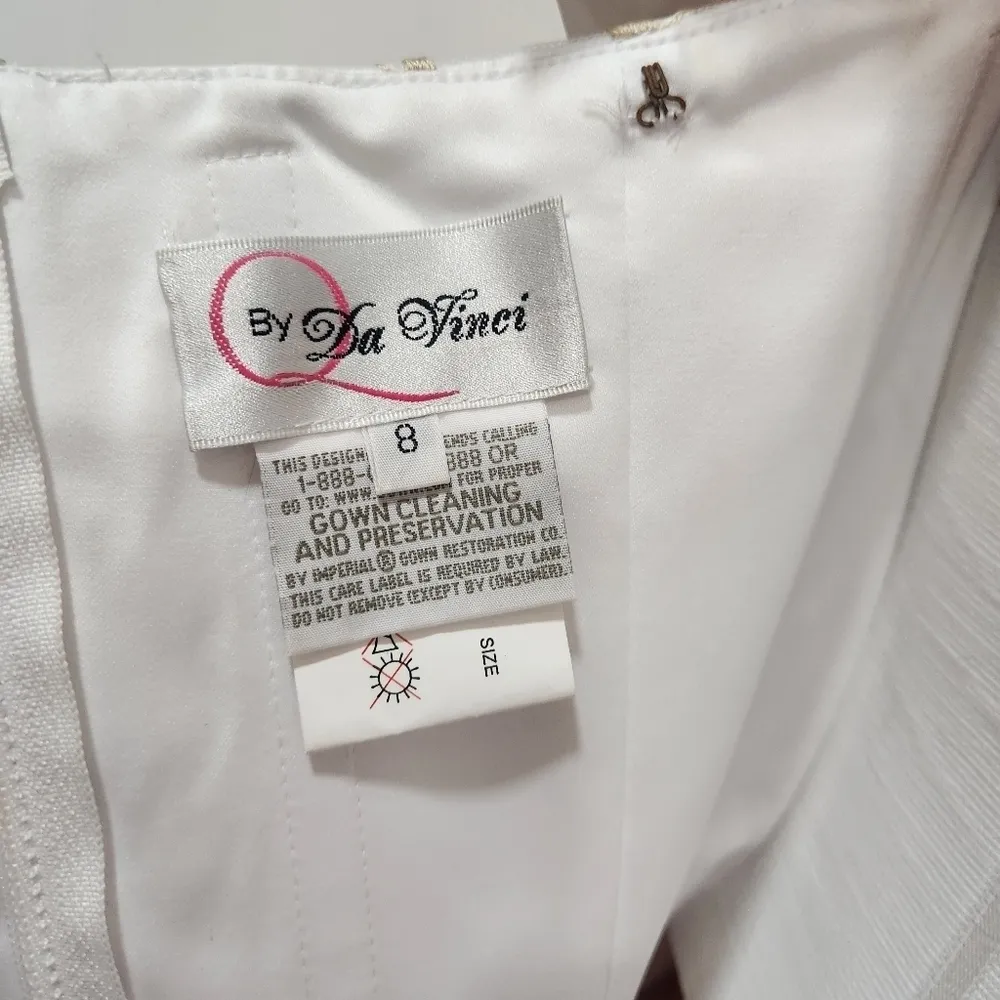 Q By Da Vinci
8
THIS DESIGN ENDS CALLING
1-888- 888 OR
GO TO: WWW. FOR PROPER
GOWN CLEANING
AND PRESERVATION
BY IMPERIAL® GOWN RESTORATION CO.
THIS CARE LABEL IS REQUIRED BY LAW.
DO NOT REMOVE (EXCEPT BY CONSUMER).
SIZE